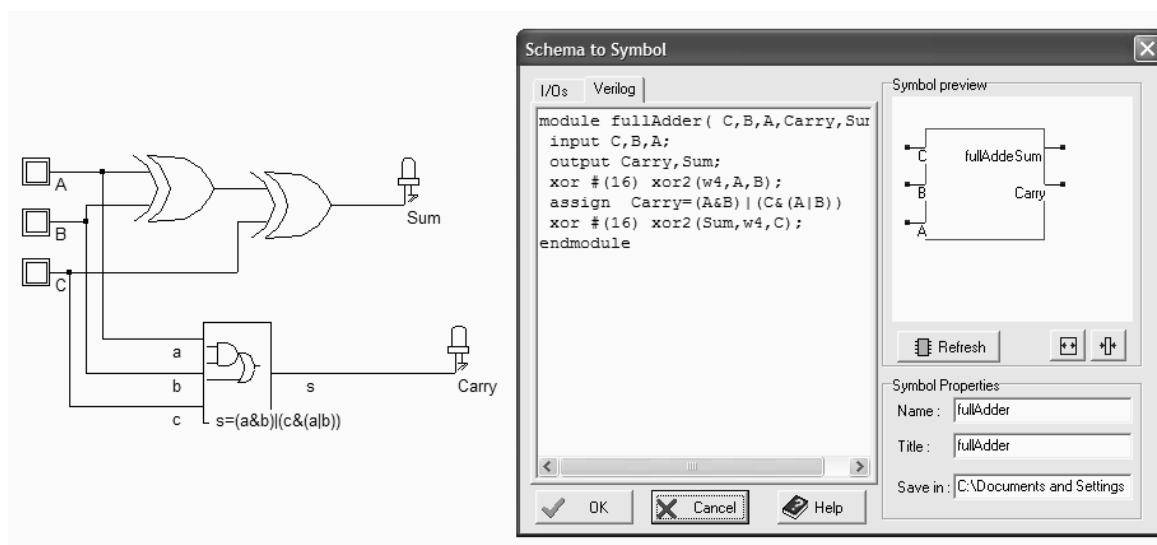 A
B
C
Sum
a
b
c
s
Carry
s=(a&b)|(c&(a|b))
Schema to Symbol
I/Os
Verilog
module fullAdder( C,B,A,Carry,Sur
input C,B,A;
output Carry,Sum;
xor #(16) xor2(w4,A,B);
assign Carry=(A&B)|(C&(A|B))
xor #(16) xor2(Sum,w4,C);
endmodule
OK
Cancel
Help
Symbol preview
C
fullAddeSum
B
Carry
A
Refresh
Symbol Properties
Name : fullAdder
Title : fullAdder
Save in : C:\Documents and Settings